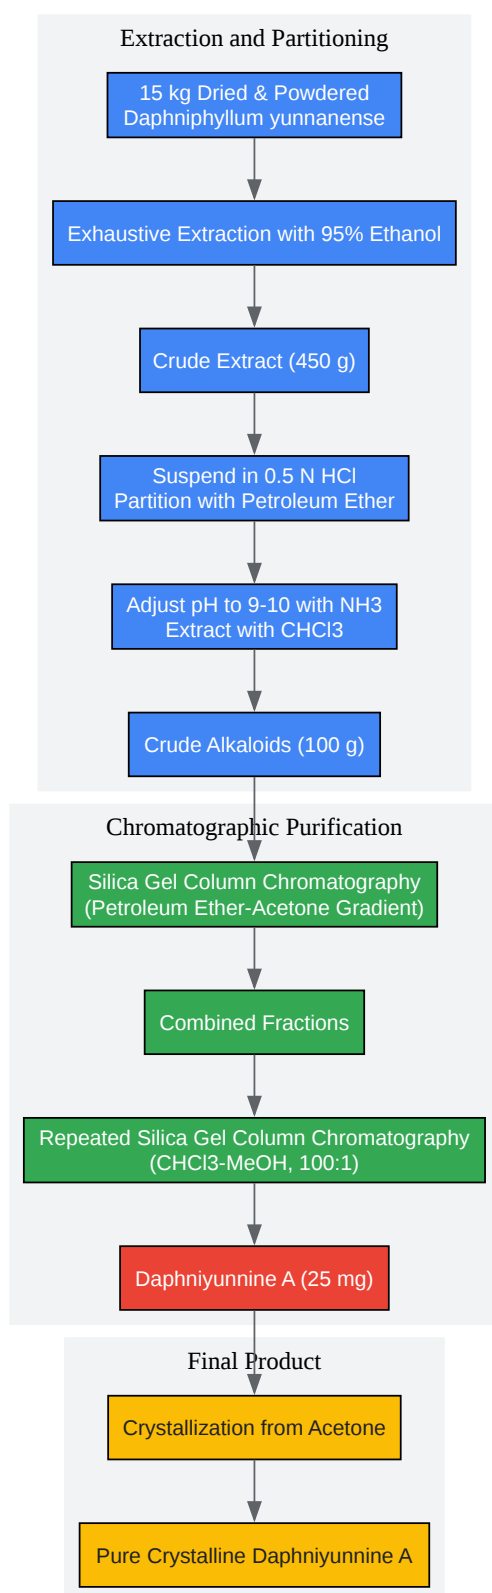 Extraction and Partitioning
15 kg Dried & Powdered
Daphniphyllum yunnanense
Exhaustive Extraction with 95% Ethanol
Crude Extract (450 g)
Suspend in 0.5 N HCl
Partition with Petroleum Ether
Adjust pH to 9-10 with NH3
Extract with CHCl3
Crude Alkaloids (100 g)
Chromatographic Purification
Silica Gel Column Chromatography
(Petroleum Ether-Acetone Gradient)
Combined Fractions
Repeated Silica Gel Column Chromatography
(CHCl3-MeOH, 100:1)
Daphniyunnine A (25 mg)
Final Product
Crystallization from Acetone
Pure Crystalline Daphniyunnine A